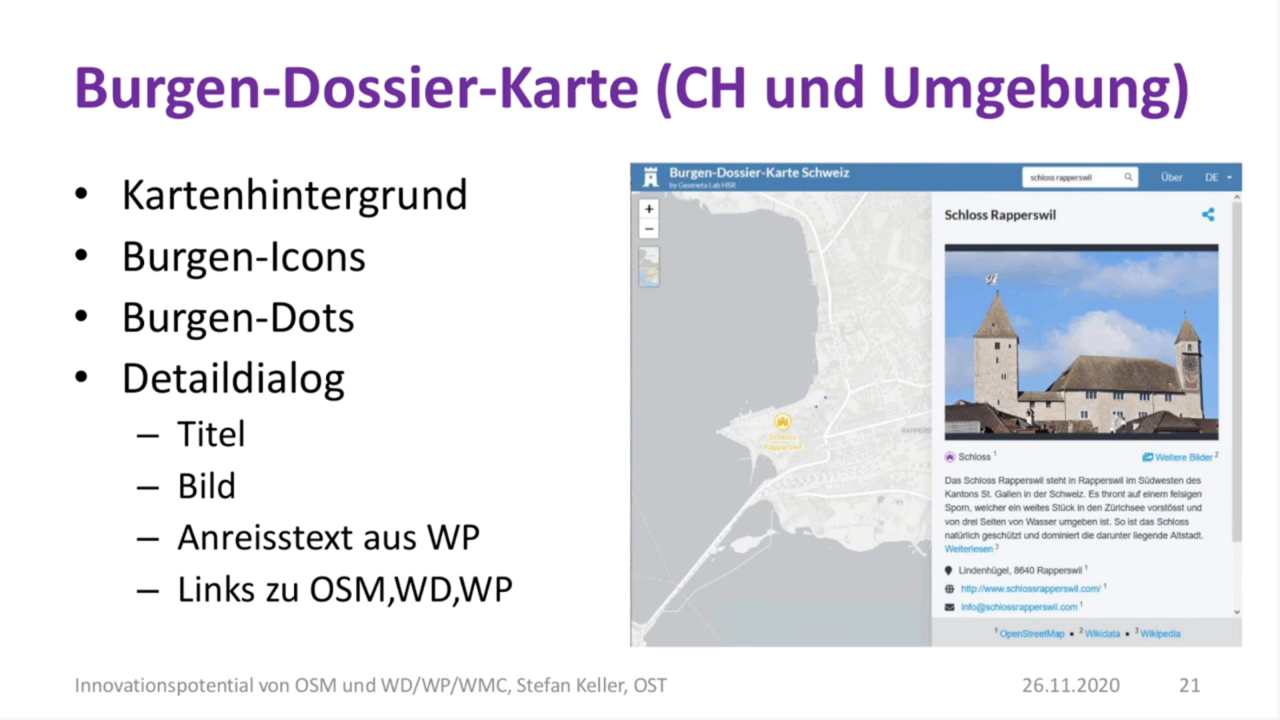 Burgen-Dossier-Karte (CH und Umgebung)
• Kartenhintergrund
• Burgen-Icons
• Burgen-Dots
• Detaildialog
– Titel
– Bild
– Anreisstext aus WP
– Links zu OSM,WD,WP
Burgen-Dossier-Karte Schweiz
by Geometa Lab HSR
schloss rapperswil
Über
DE
+
−
Schloss Rapperswil
Schloss
Rapperswil
Schloss 1
Weitere Bilder 2
Das Schloss Rapperswil steht in Rapperswil im Südwesten des
Kantons St. Gallen in der Schweiz. Es thront auf einem felsigen
Sporn, welcher ein weites Stück in den Zürichsee vorstösst und
von drei Seiten von Wasser umgeben ist. So ist das Schloss
natürlich geschützt und dominiert die darunter liegende Altstadt.
Weiterlesen 3
Lindenhügel, 8640 Rapperswil 1
http://www.schlossrapperswil.com/ 1
info@schlossrapperswil.com 1
1 OpenStreetMap • 2 Wikidata • 3 Wikipedia
Innovationspotential von OSM und WD/WP/WMC, Stefan Keller, OST
26.11.2020
21